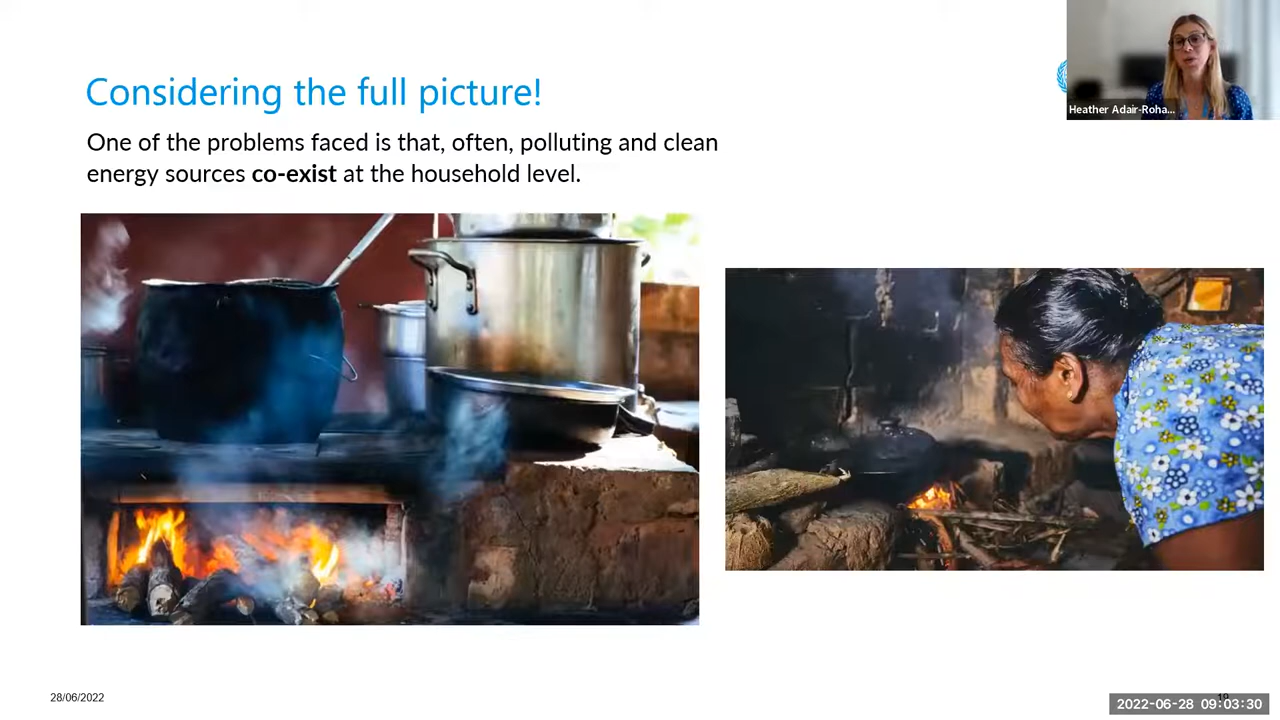 Considering the full picture!
One of the problems faced is that, often, polluting and clean
energy sources co-exist at the household level.
Heather Adair-Roha...
28/06/2022
19
2022-06-28 09:03:30